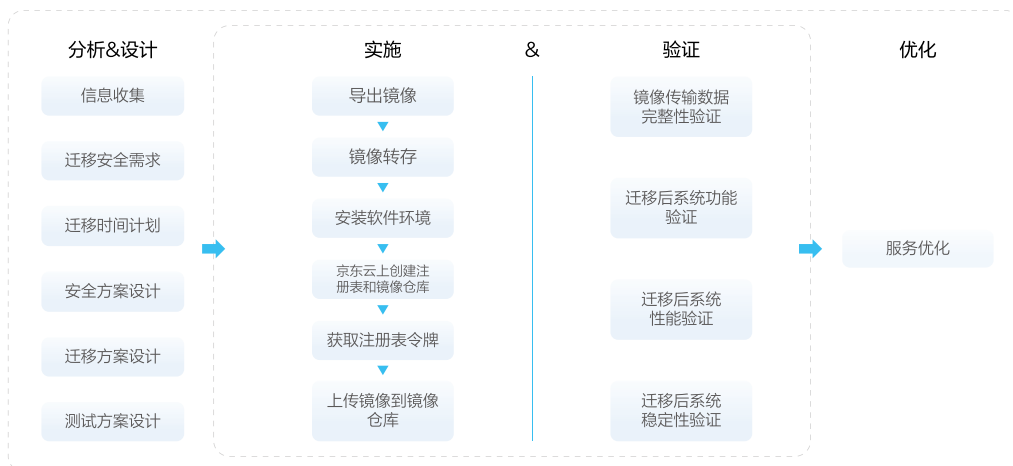 分析&设计
信息收集
迁移安全需求
迁移时间计划
安全方案设计
迁移方案设计
测试方案设计
实施
导出镜像
镜像转存
安装软件环境
京东云上创建注
册表和镜像仓库
获取注册表令牌
上传镜像到镜像
仓库
&
验证
镜像传输数据
完整性验证
迁移后系统功能
验证
迁移后系统
性能验证
迁移后系统
稳定性验证
优化
服务优化